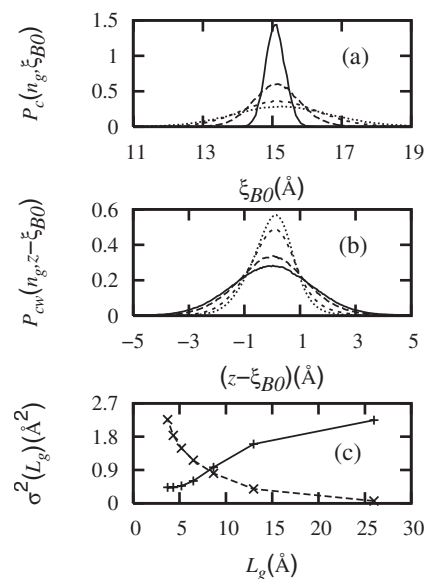 P_c(n_g,ξ_B0)
1.5
1
0.5
0
(a)
11 13 15 17 19
ξ_B0(Å)
P_cw(n_g,z−ξ_B0)
0.6
0.4
0.2
0
(b)
−5 −3 −1 1 3 5
(z−ξ_B0)(Å)
σ²(L_g)(Å²)
2.7
1.8
0.9
0
(c)
0 5 10 15 20 25 30
L_g(Å)